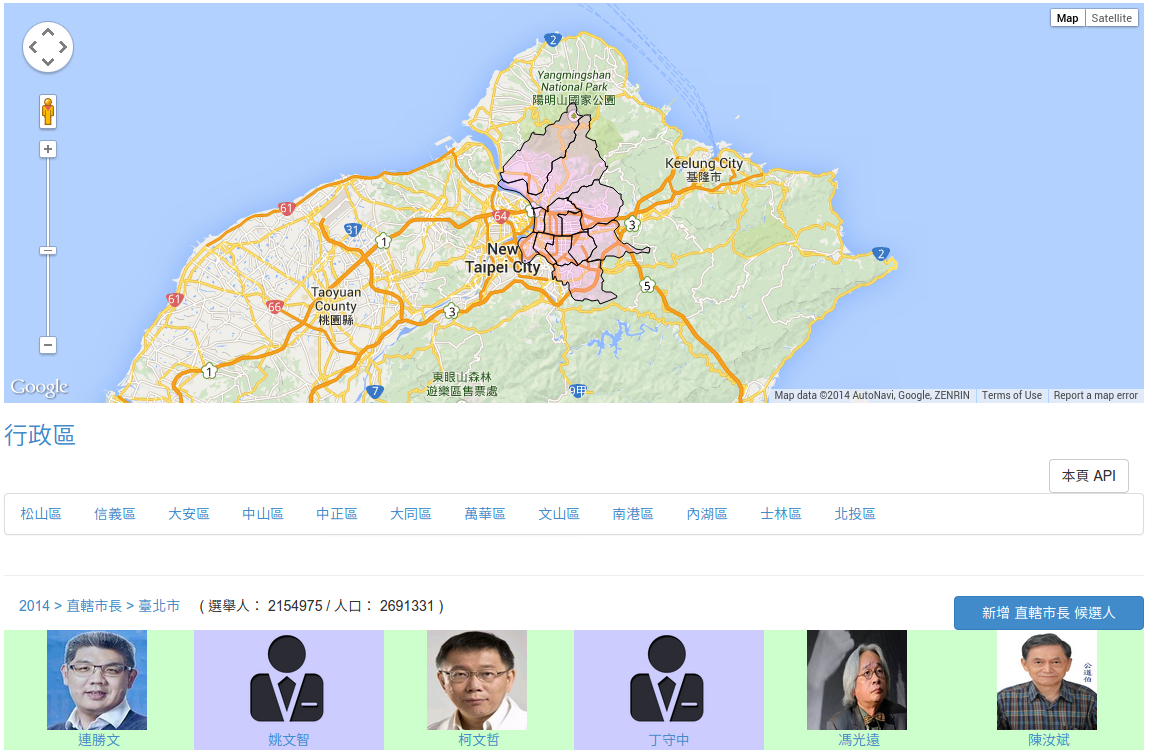 Map Satellite
2
Yangmingshan
National Park
陽明山國家公園
Keelung City
基隆市
61
64
31
1
3
New
Taipei City
2
Taoyuan
County
桃園縣
61
66
3
5
1
東眼山森林
遊樂區售票處
7
9甲
Google
Map data ©2014 AutoNavi, Google, ZENRIN Terms of Use Report a map error
行政區
本頁 API
松山區 信義區 大安區 中山區 中正區 大同區 萬華區 文山區 南港區 內湖區 士林區 北投區
2014 > 直轄市長 > 臺北市 ( 選舉人： 2154975 / 人口： 2691331 )
新增 直轄市長 候選人
公道伯
連勝文 姚文智 柯文哲 丁守中 馮光遠 陳汝斌